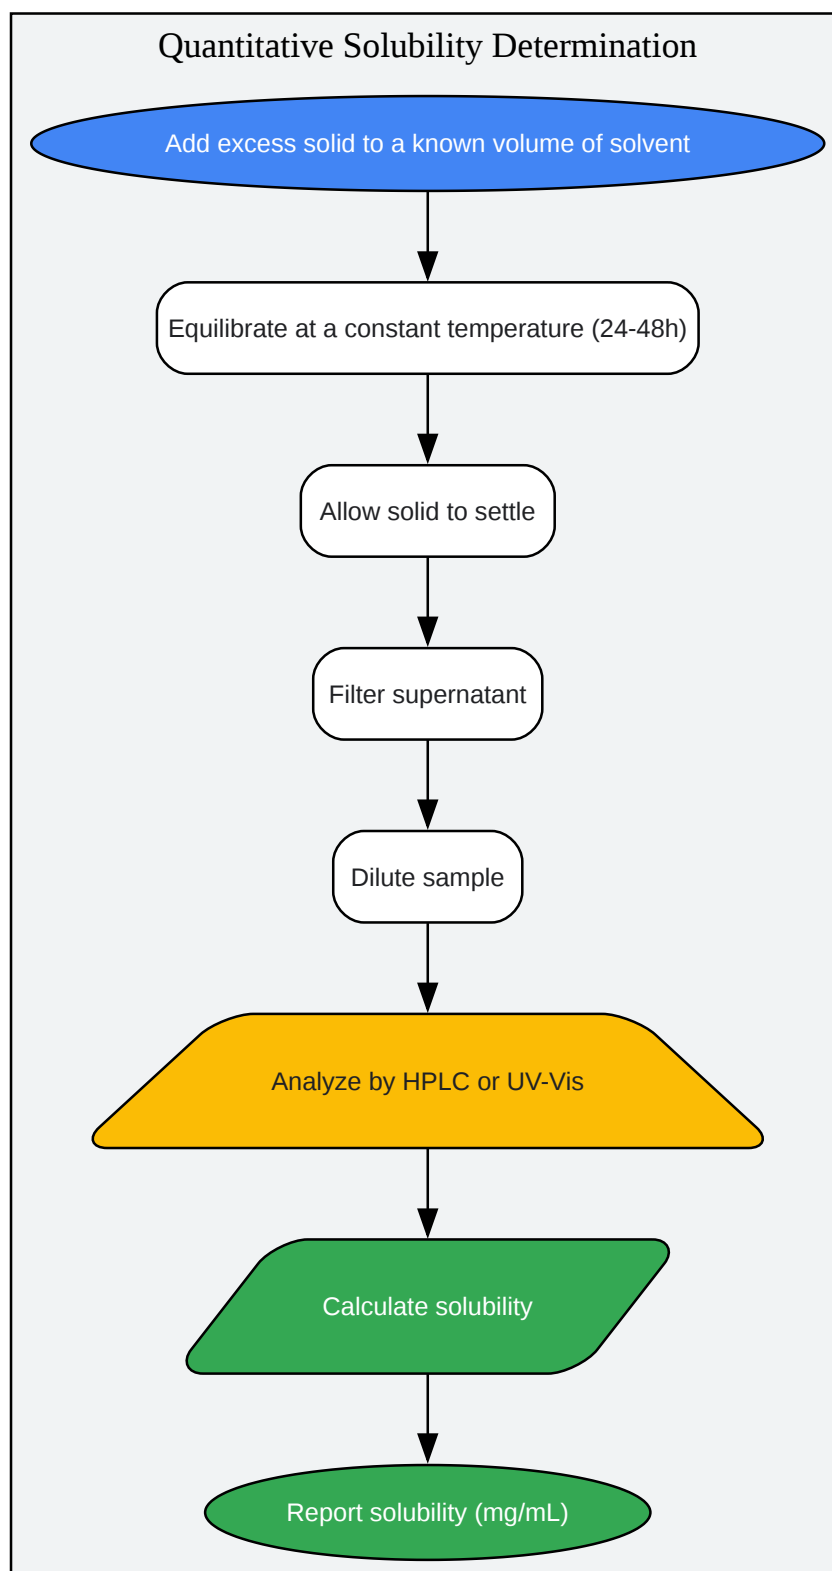 Quantitative Solubility Determination
Add excess solid to a known volume of solvent
Equilibrate at a constant temperature (24-48h)
Allow solid to settle
Filter supernatant
Dilute sample
Analyze by HPLC or UV-Vis
Calculate solubility
Report solubility (mg/mL)